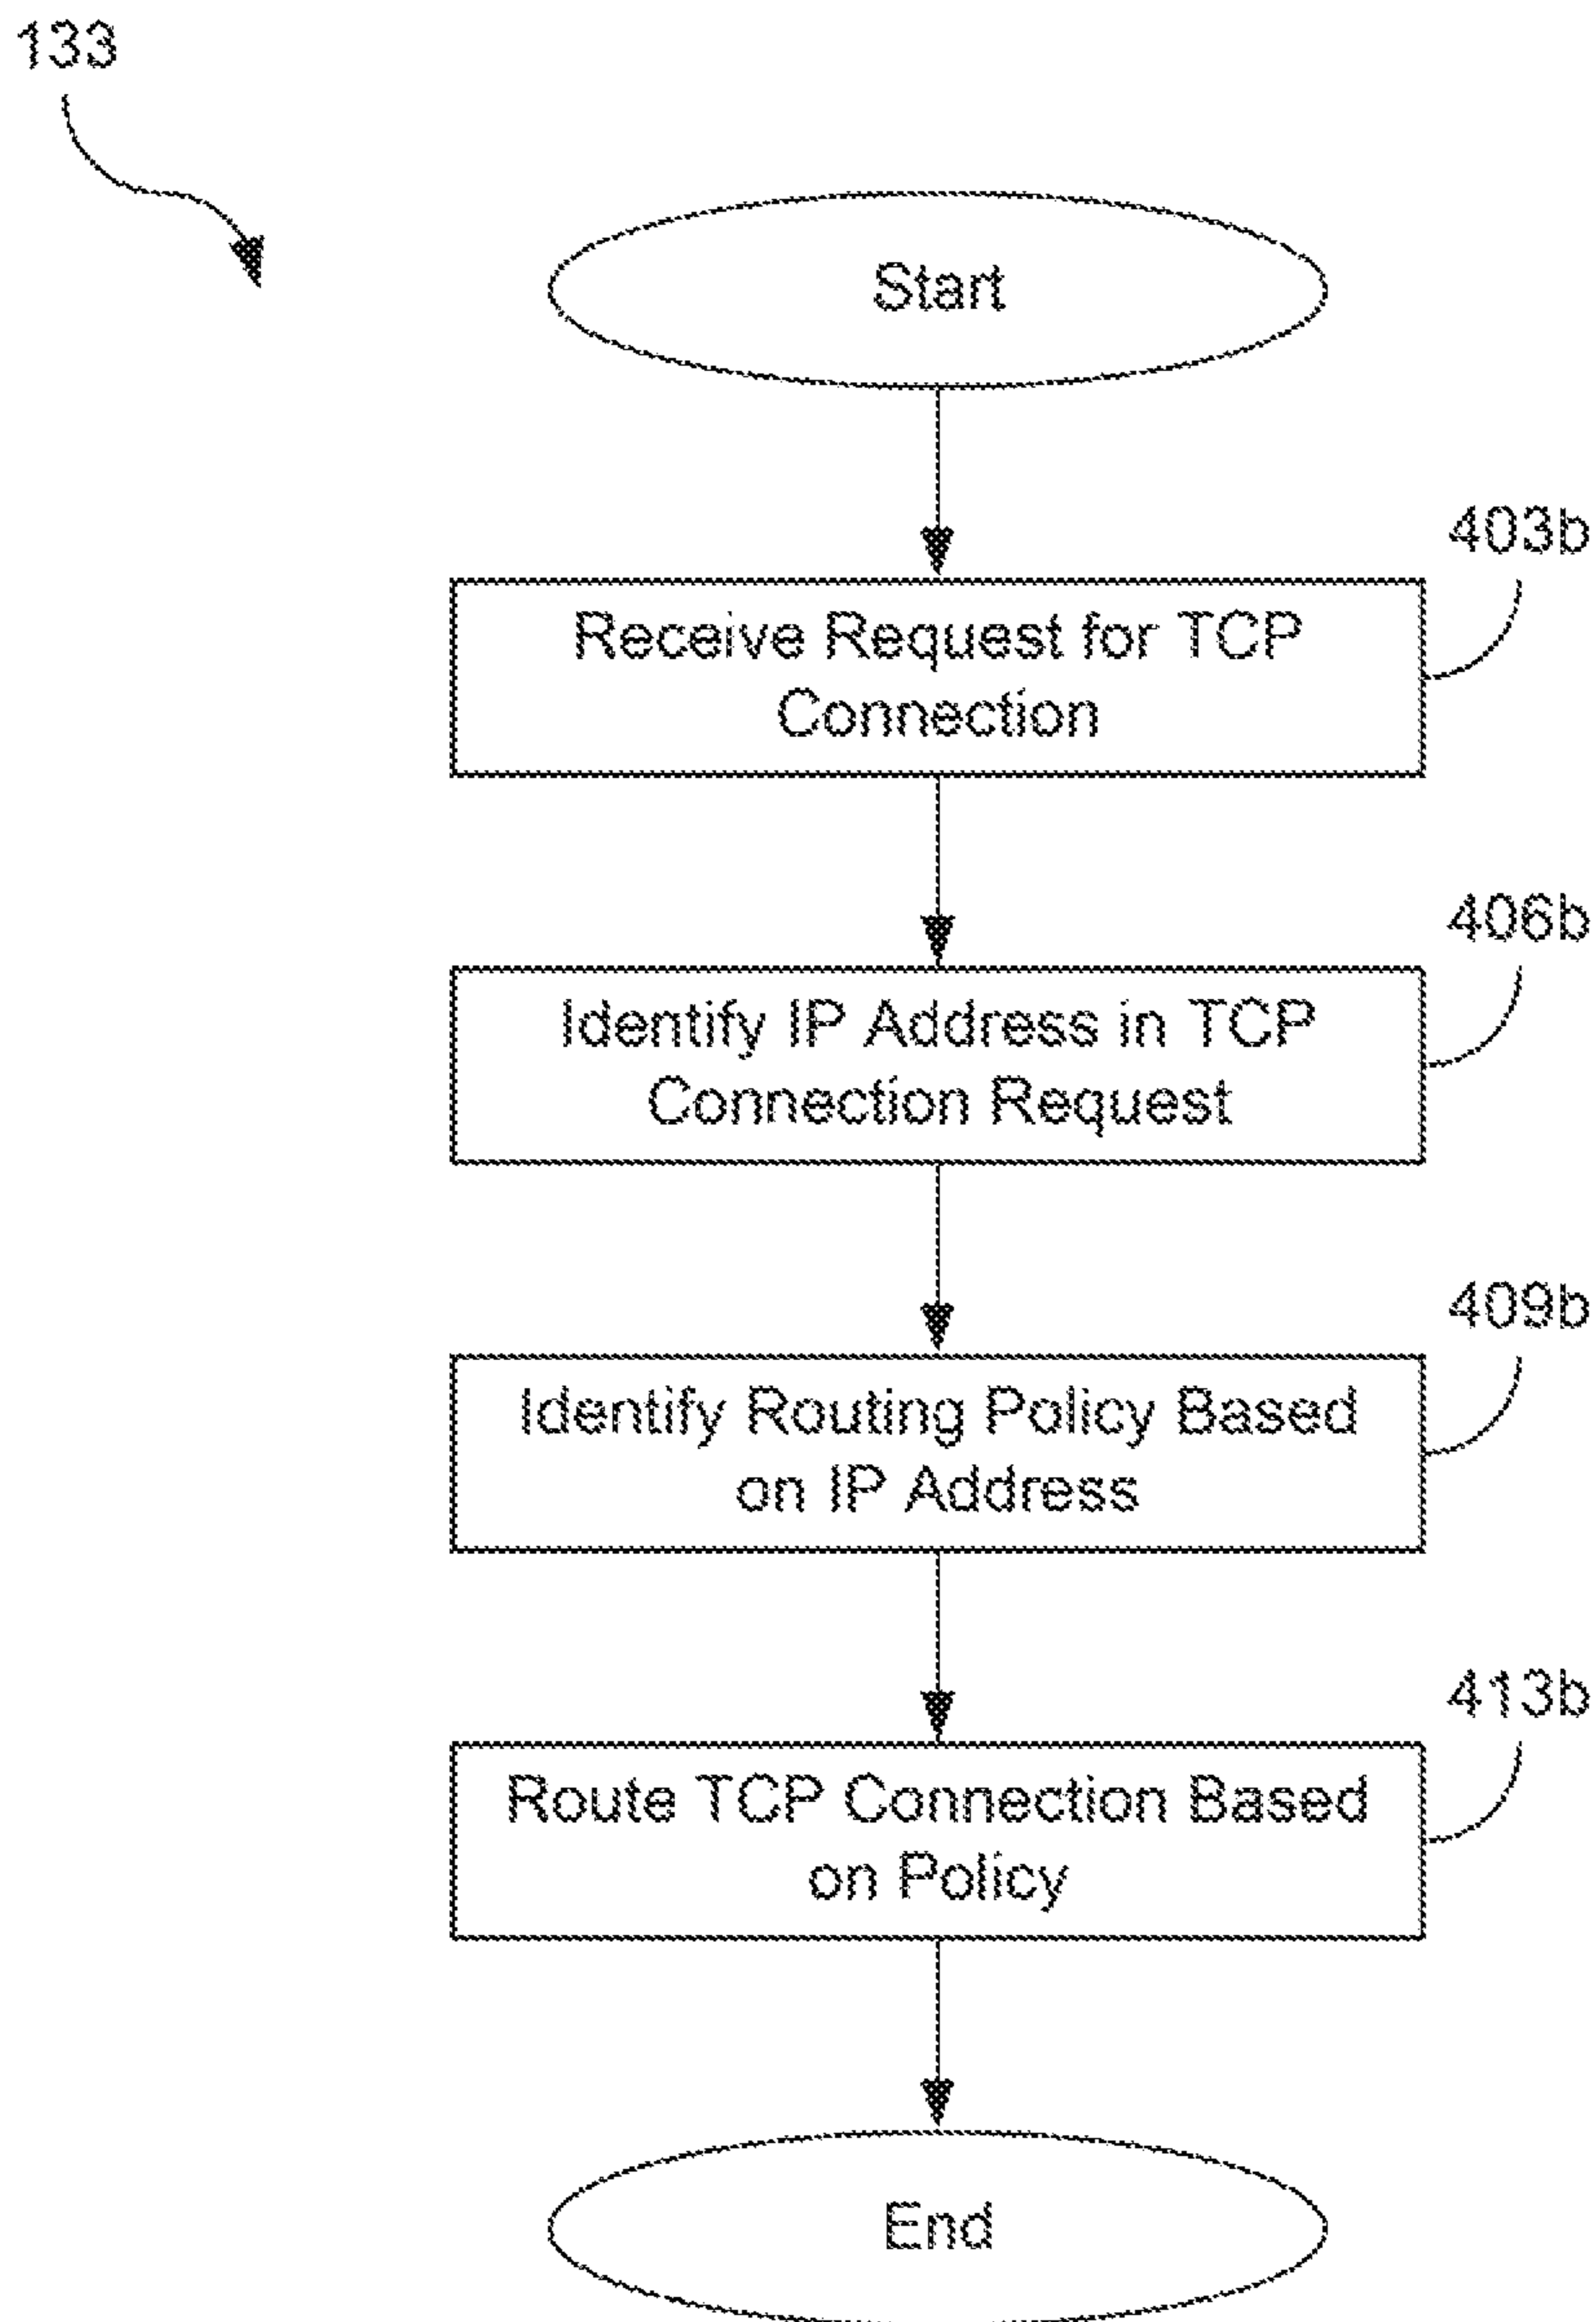 133
Start
403b
Receive Request for TCP
Connection
406b
Identify IP Address in TCP
Connection Request
409b
Identify Routing Policy Based
on IP Address
413b
Route TCP Connection Based
on Policy
End